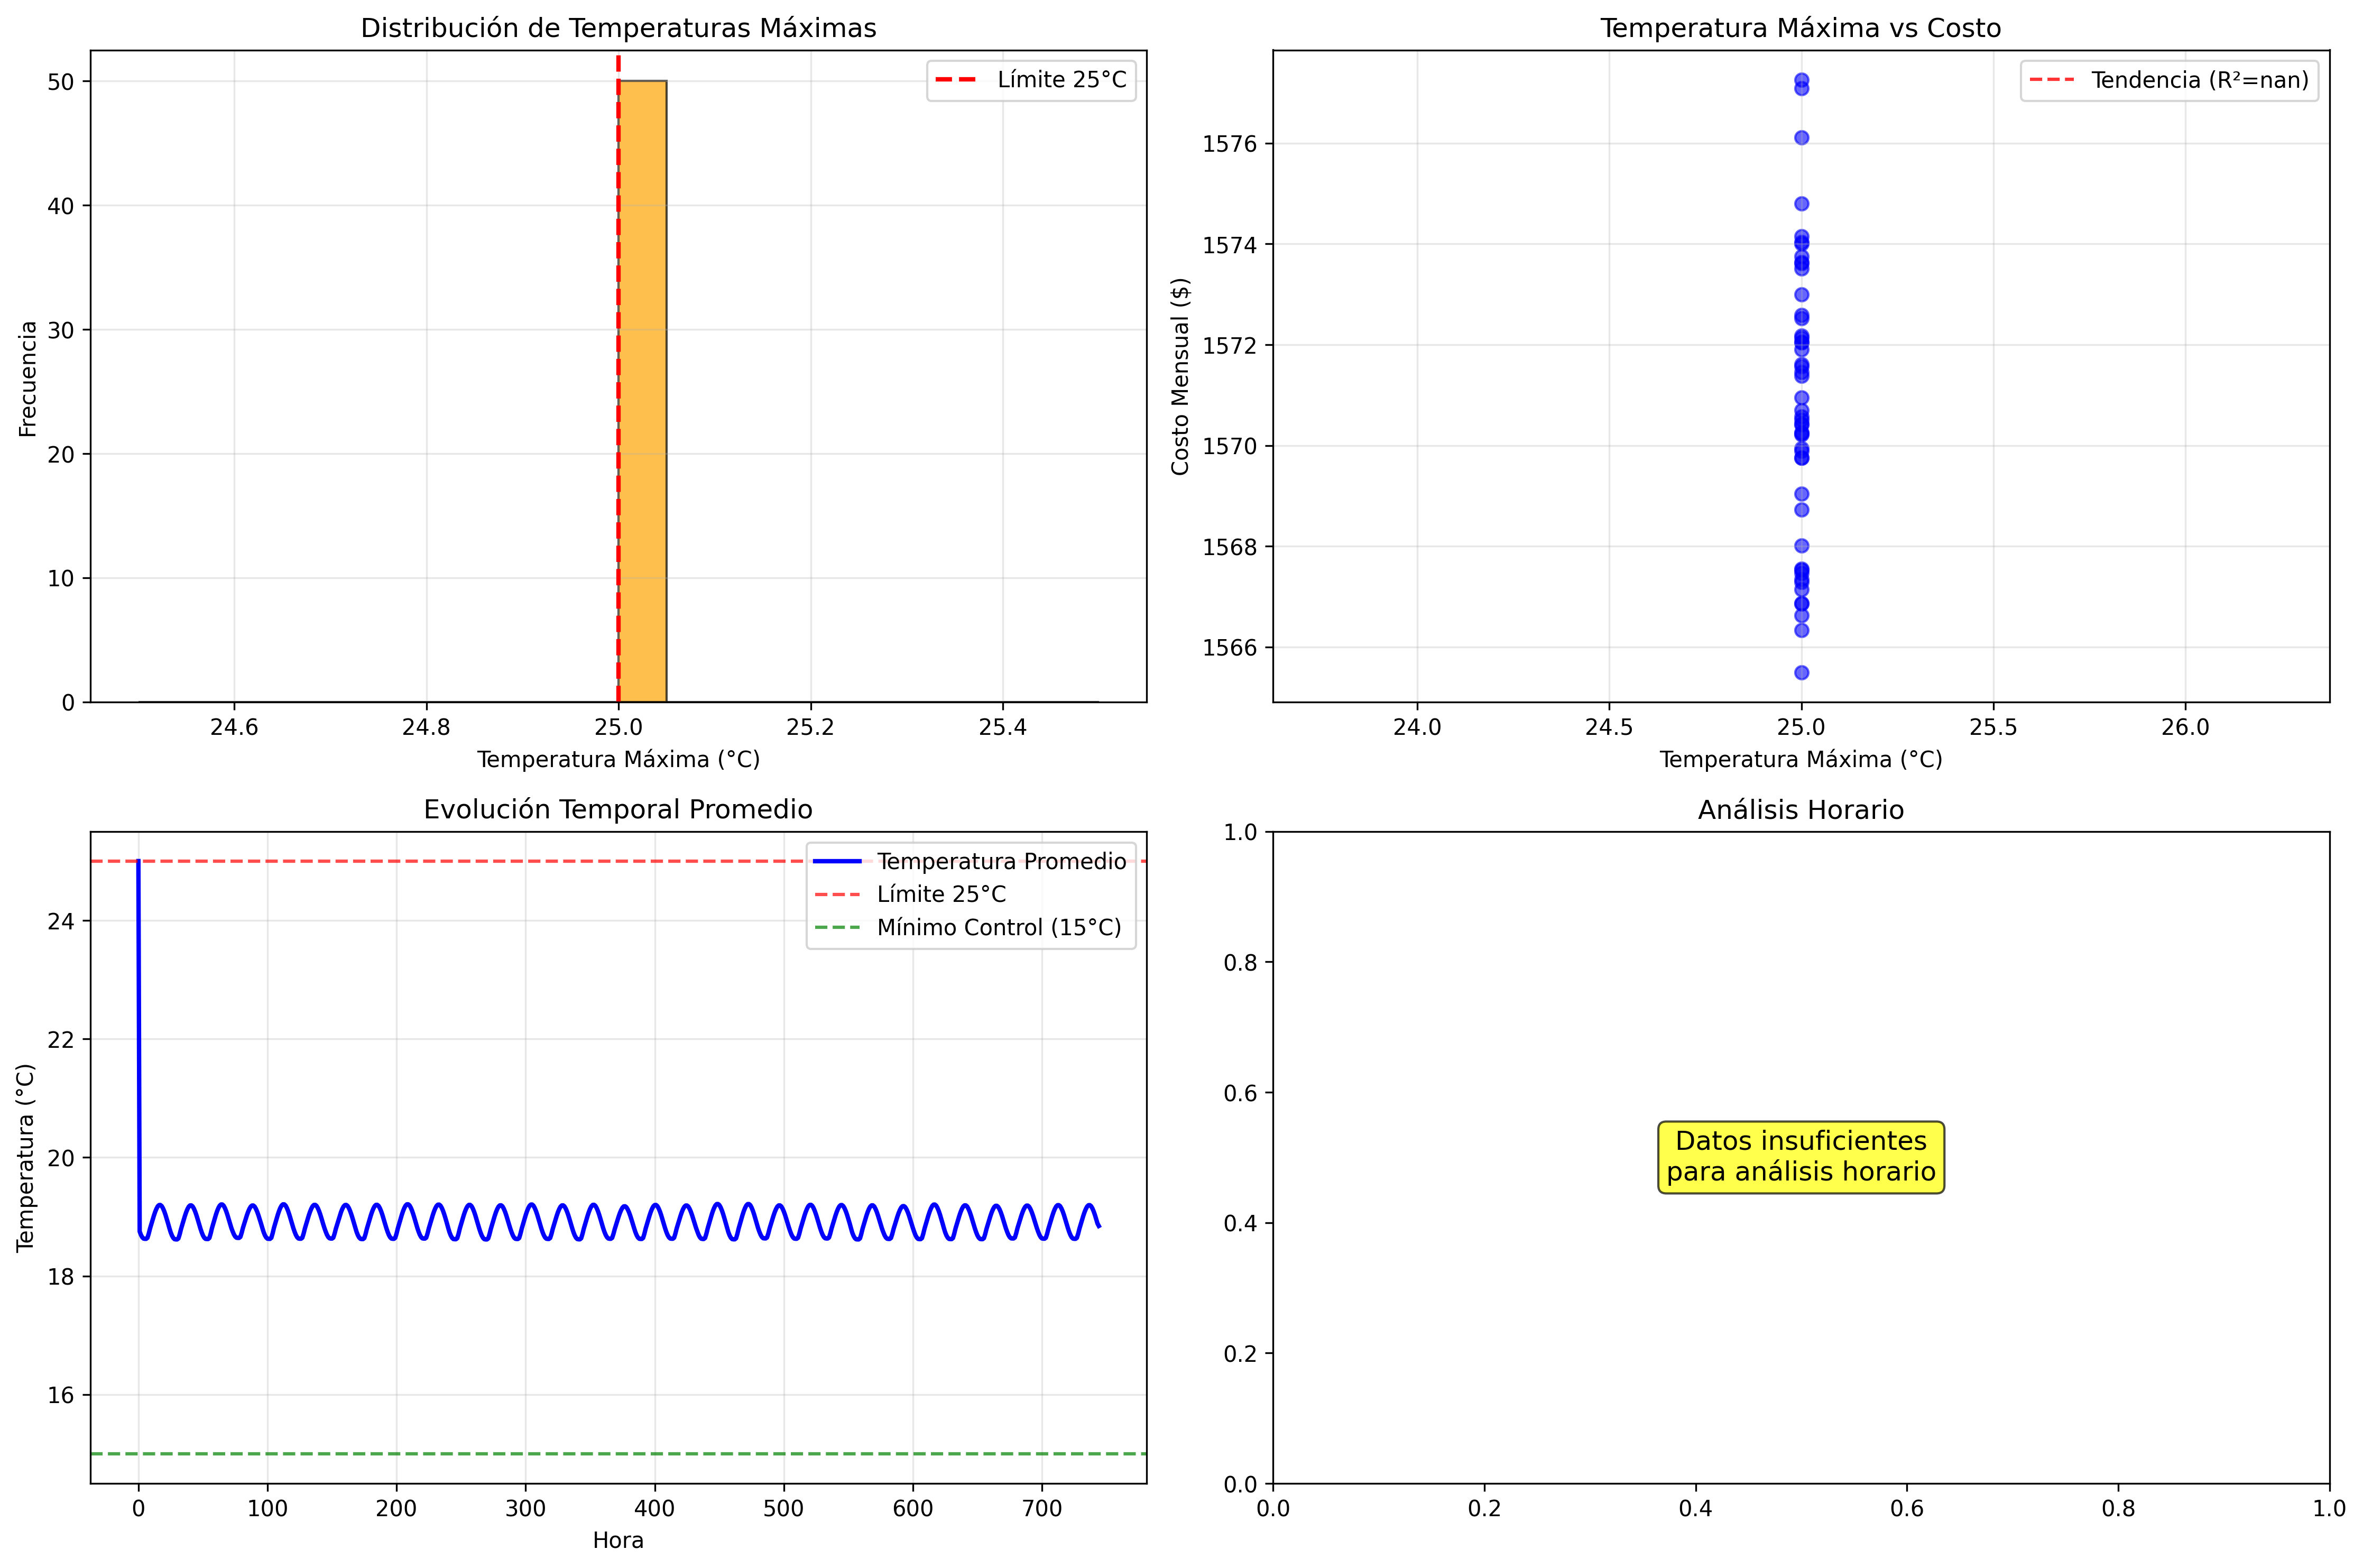 Distribución de Temperaturas Máximas
Límite 25°C
Frecuencia
50
40
30
20
10
0
24.6 24.8 25.0 25.2 25.4
Temperatura Máxima (°C)
Temperatura Máxima vs Costo
Tendencia (R²=nan)
Costo Mensual ($)
1576
1574
1572
1570
1568
1566
24.0 24.5 25.0 25.5 26.0
Temperatura Máxima (°C)
Evolución Temporal Promedio
Temperatura Promedio
Límite 25°C
Mínimo Control (15°C)
Temperatura (°C)
24
22
20
18
16
0 100 200 300 400 500 600 700
Hora
Análisis Horario
1.0
0.8
0.6
0.4
0.2
0.0
Datos insuficientes
para análisis horario
0.0 0.2 0.4 0.6 0.8 1.0